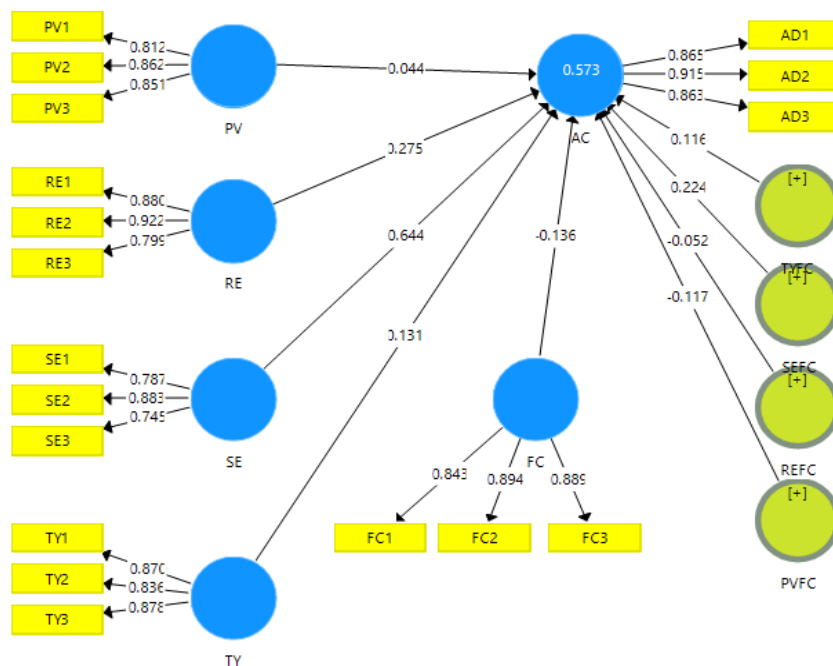 PV1
PV2
PV3
0.812
0.862
0.851
PV
0.044
0.573
AC
0.865
0.915
0.863
AD1
AD2
AD3
RE1
RE2
RE3
0.880
0.922
0.799
RE
0.275
0.116
[+]
TYFC
0.644
-0.136
0.224
-0.052
-0.117
[+]
SEFC
SE1
SE2
SE3
0.787
0.883
0.745
SE
0.131
FC
[+]
REFC
0.843
0.894
0.889
FC1
FC2
FC3
[+]
PVFC
TY1
TY2
TY3
0.870
0.836
0.878
TY